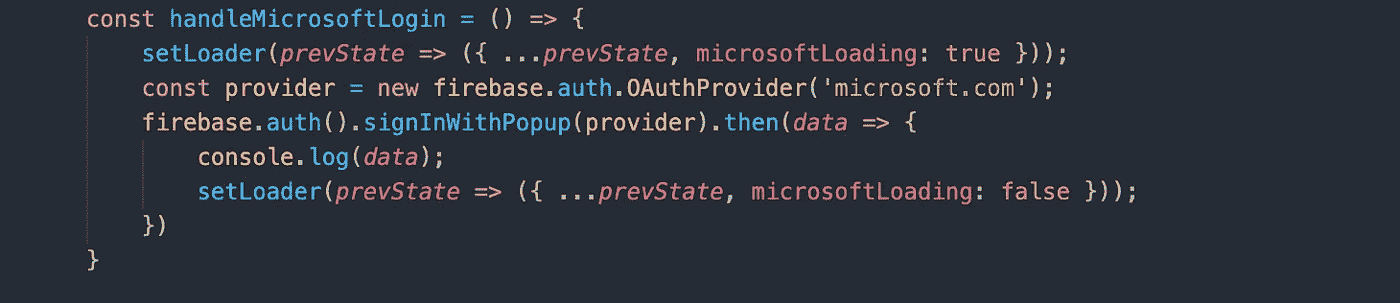 const handleMicrosoftLogin = () => {
    setLoader(prevState => ({ ...prevState, microsoftLoading: true }));
    const provider = new firebase.auth.OAuthProvider('microsoft.com');
    firebase.auth().signInWithPopup(provider).then(data => {
        console.log(data);
        setLoader(prevState => ({ ...prevState, microsoftLoading: false }));
    })
}